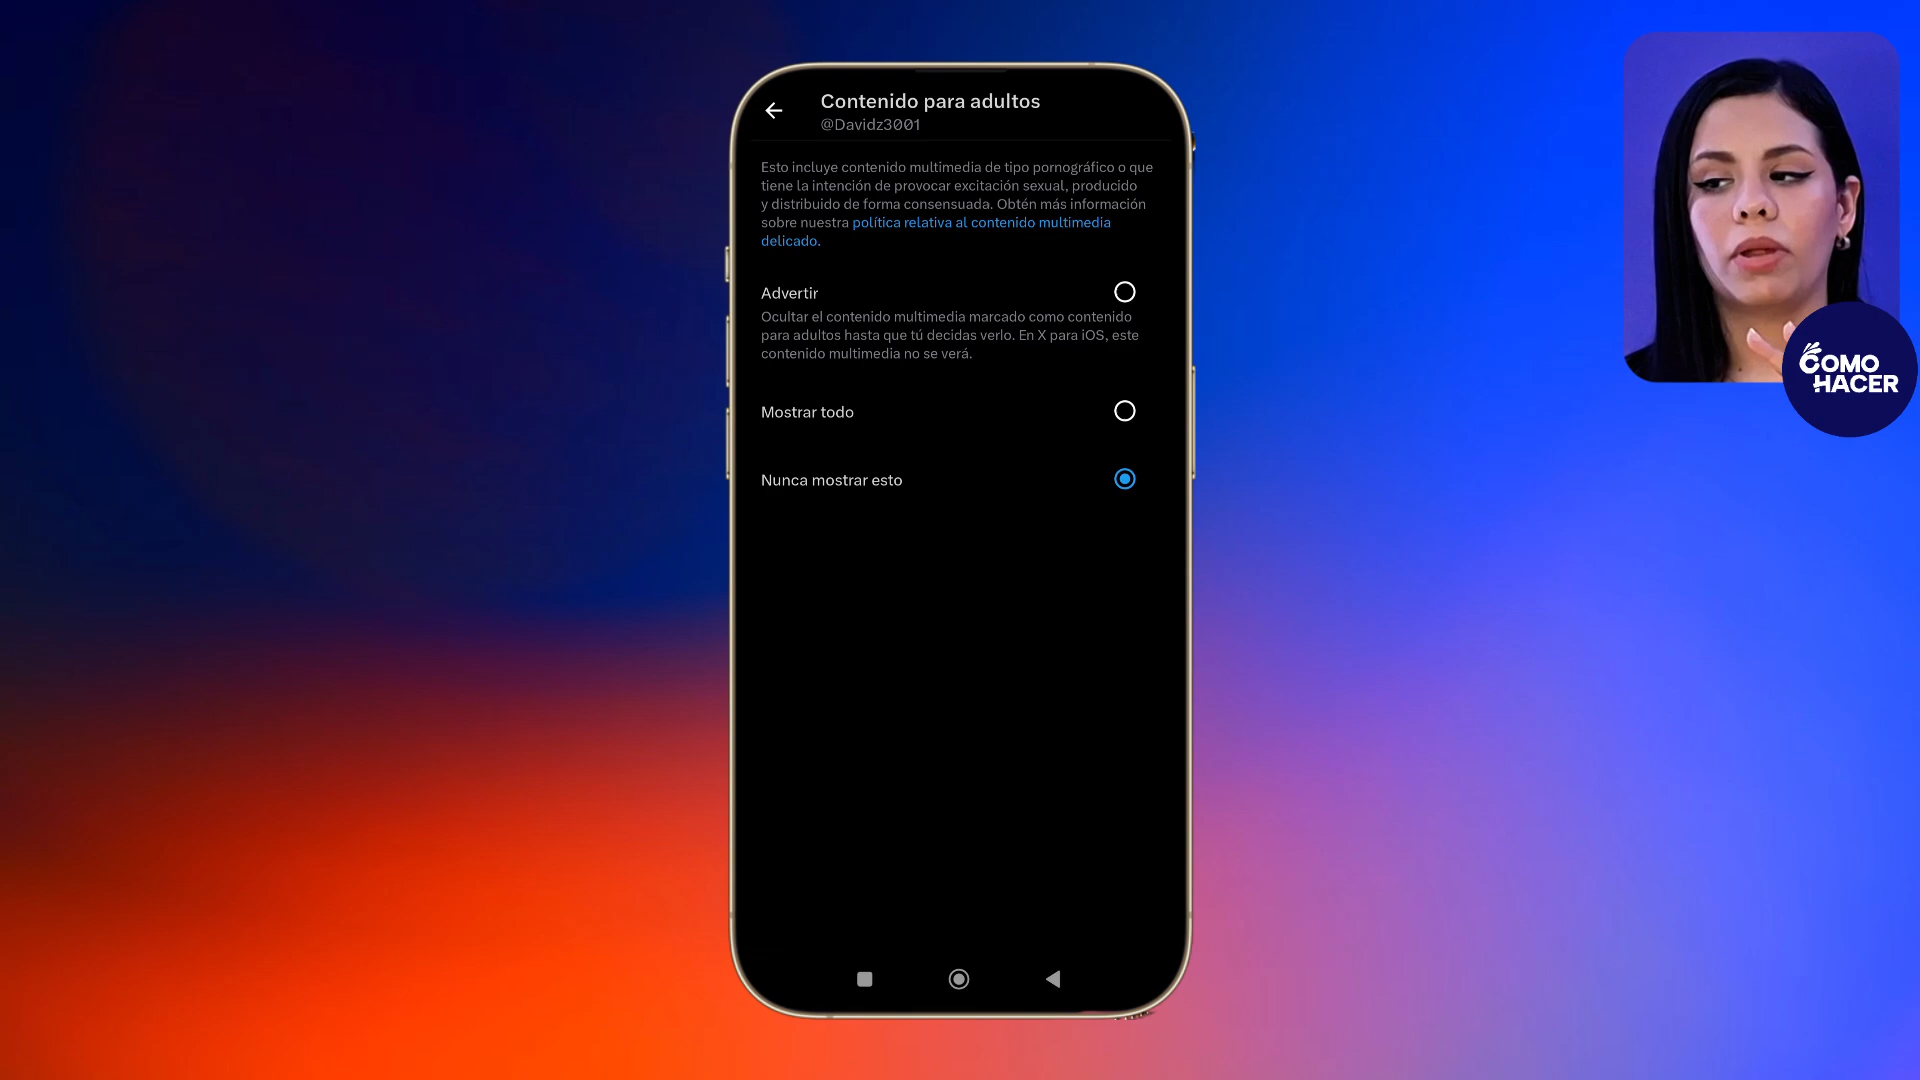 Contenido para adultos
@Davidz3001
Esto incluye contenido multimedia de tipo pornográfico o que
tiene la intención de provocar excitación sexual, producido
y distribuido de forma consensuada. Obtén más información
sobre nuestra política relativa al contenido multimedia
delicado.
Advertir
Ocultar el contenido multimedia marcado como contenido
para adultos hasta que tú decidas verlo. En X para iOS, este
contenido multimedia no se verá.
Mostrar todo
Nunca mostrar esto
COMO
HACER